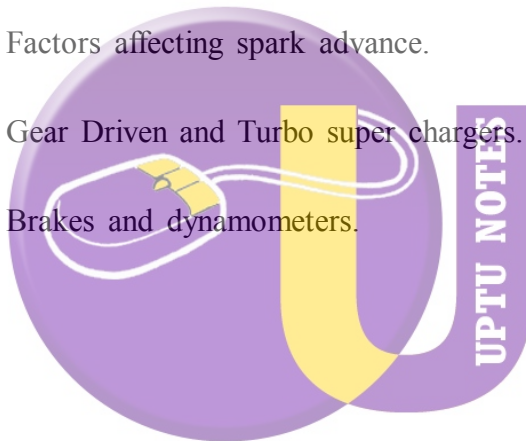 Factors affecting spark advance.
Gear Driven and Turbo super chargers.
Brakes and dynamometers.
UPTU NOTES